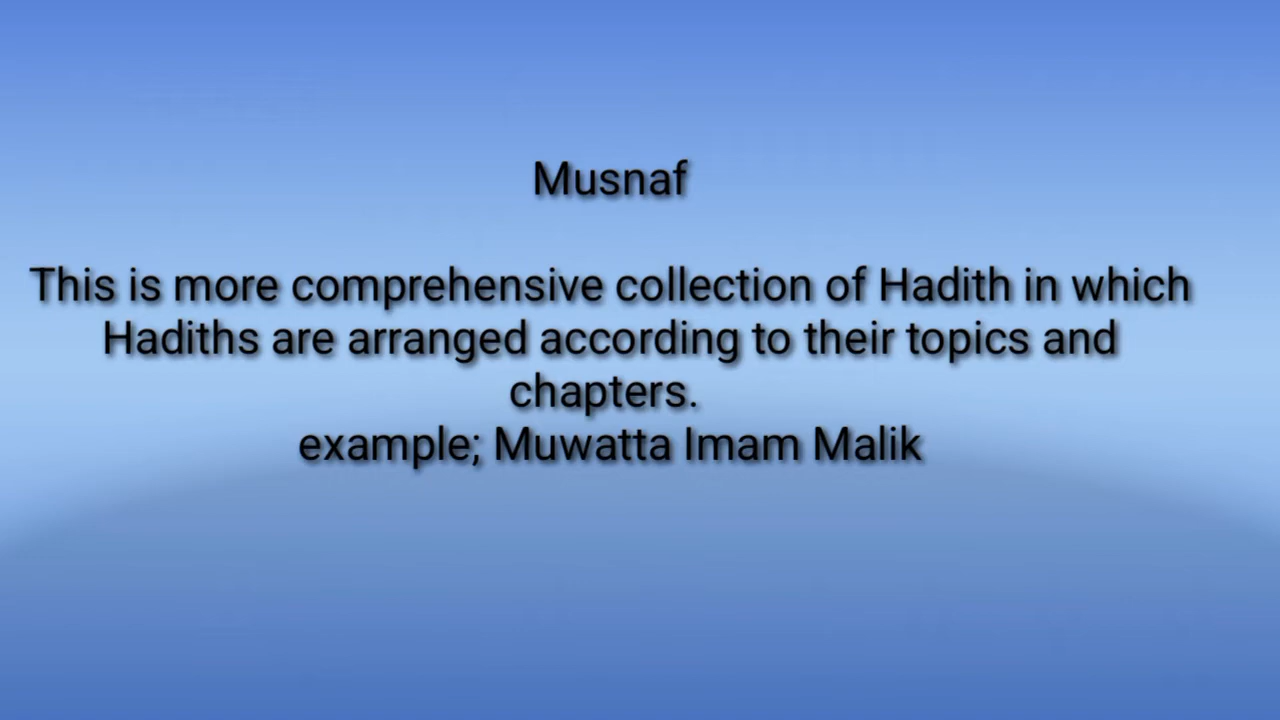 Musnaf
This is more comprehensive collection of Hadith in which
Hadiths are arranged according to their topics and
chapters.
example; Muwatta Imam Malik